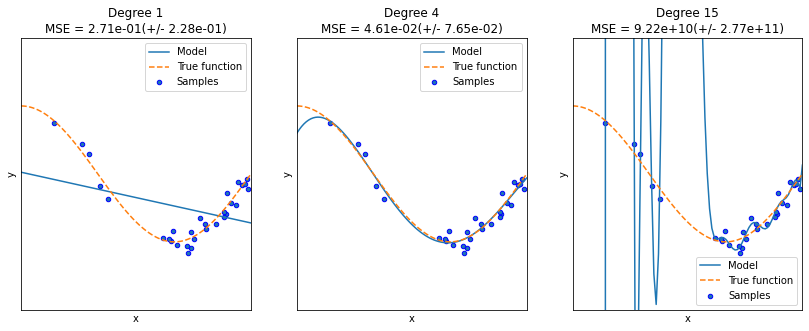 Degree 1
MSE = 2.71e-01(+/- 2.28e-01)
Model
True function
Samples
y
x
Degree 4
MSE = 4.61e-02(+/- 7.65e-02)
Model
True function
Samples
y
x
Degree 15
MSE = 9.22e+10(+/- 2.77e+11)
Model
True function
Samples
y
x